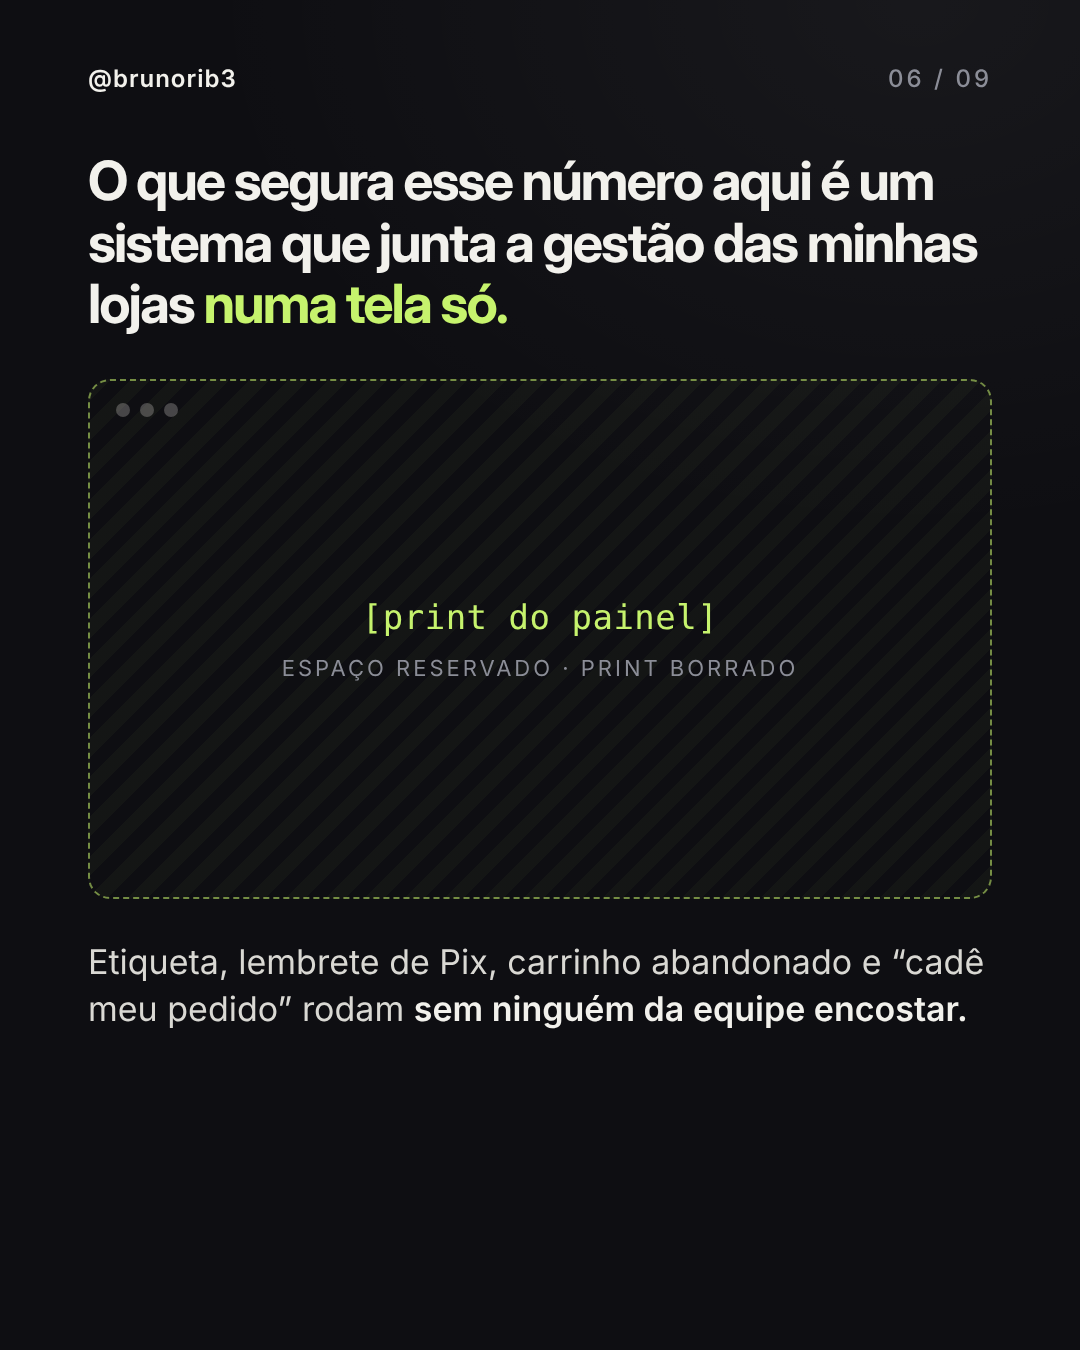 @brunorib3
06 / 09
O que segura esse número aqui é um
sistema que junta a gestão das minhas
lojas numa tela só.
[print do painel]
ESPAÇO RESERVADO · PRINT BORRADO
Etiqueta, lembrete de Pix, carrinho abandonado e “cadê
meu pedido” rodam sem ninguém da equipe encostar.